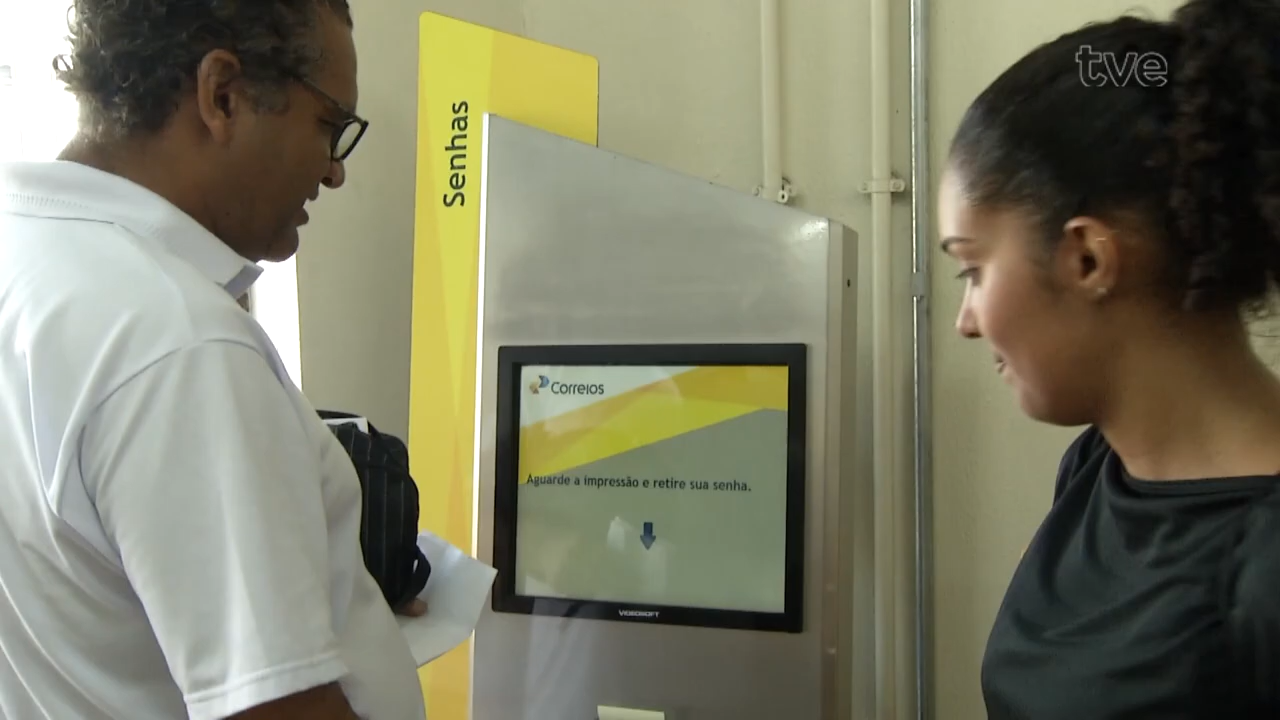 tve
Senhas
Correios
Aguarde a impressão e retire sua senha.
VIDEOSOFT